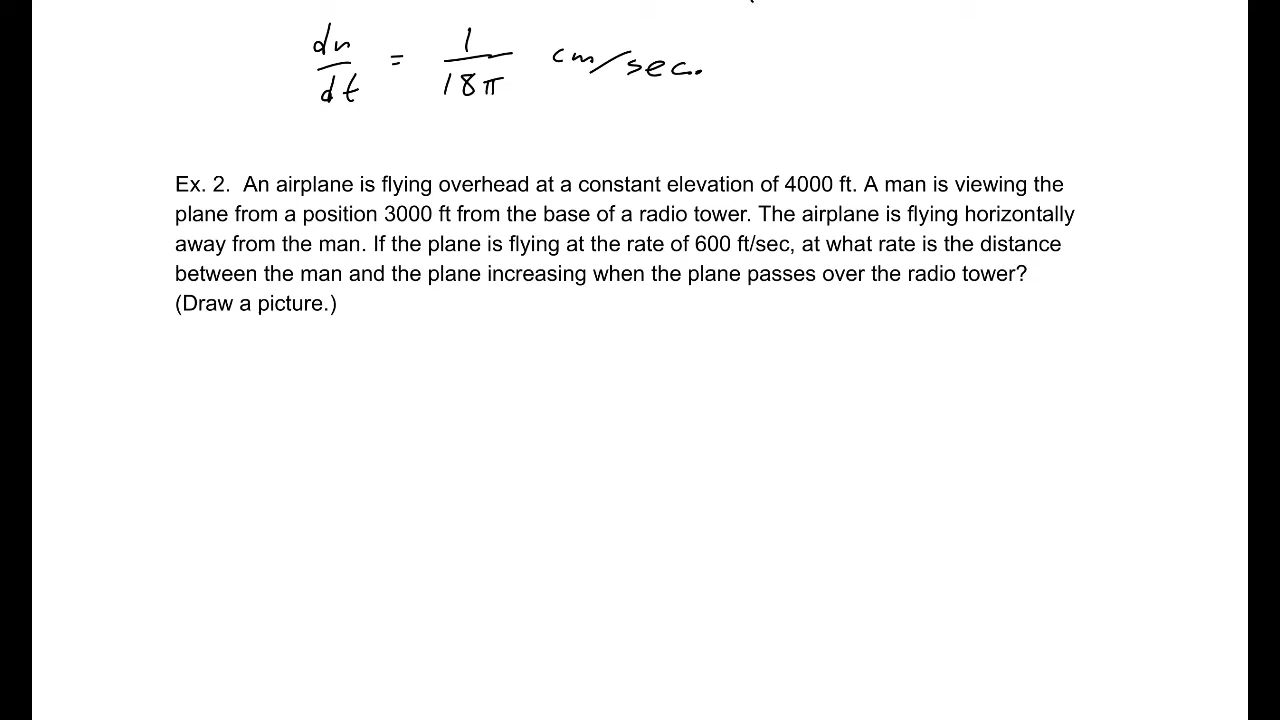 dr/dt = 1/18π cm/sec.
Ex. 2. An airplane is flying overhead at a constant elevation of 4000 ft. A man is viewing the
plane from a position 3000 ft from the base of a radio tower. The airplane is flying horizontally
away from the man. If the plane is flying at the rate of 600 ft/sec, at what rate is the distance
between the man and the plane increasing when the plane passes over the radio tower?
(Draw a picture.)